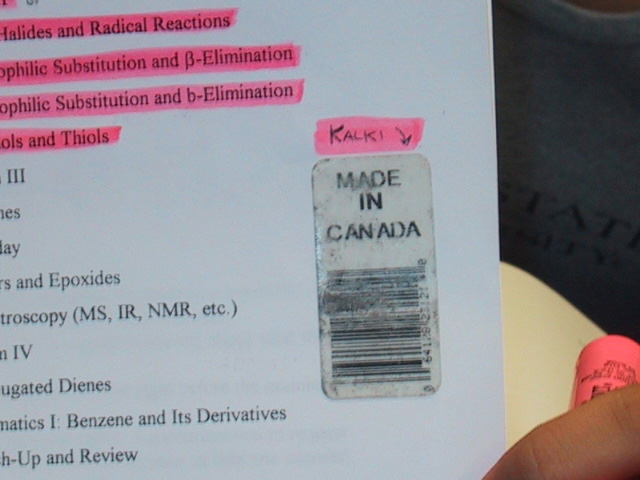 Halides and Radical Reactions
ophilic Substitution and β-Elimination
ophilic Substitution and b-Elimination
ols and Thiols
III
nes
lay
rs and Epoxides
troscopy (MS, IR, NMR, etc.)
n IV
ugated Dienes
matics I: Benzene and Its Derivatives
h-Up and Review
KALKI
MADE
IN
CANADA
STATE